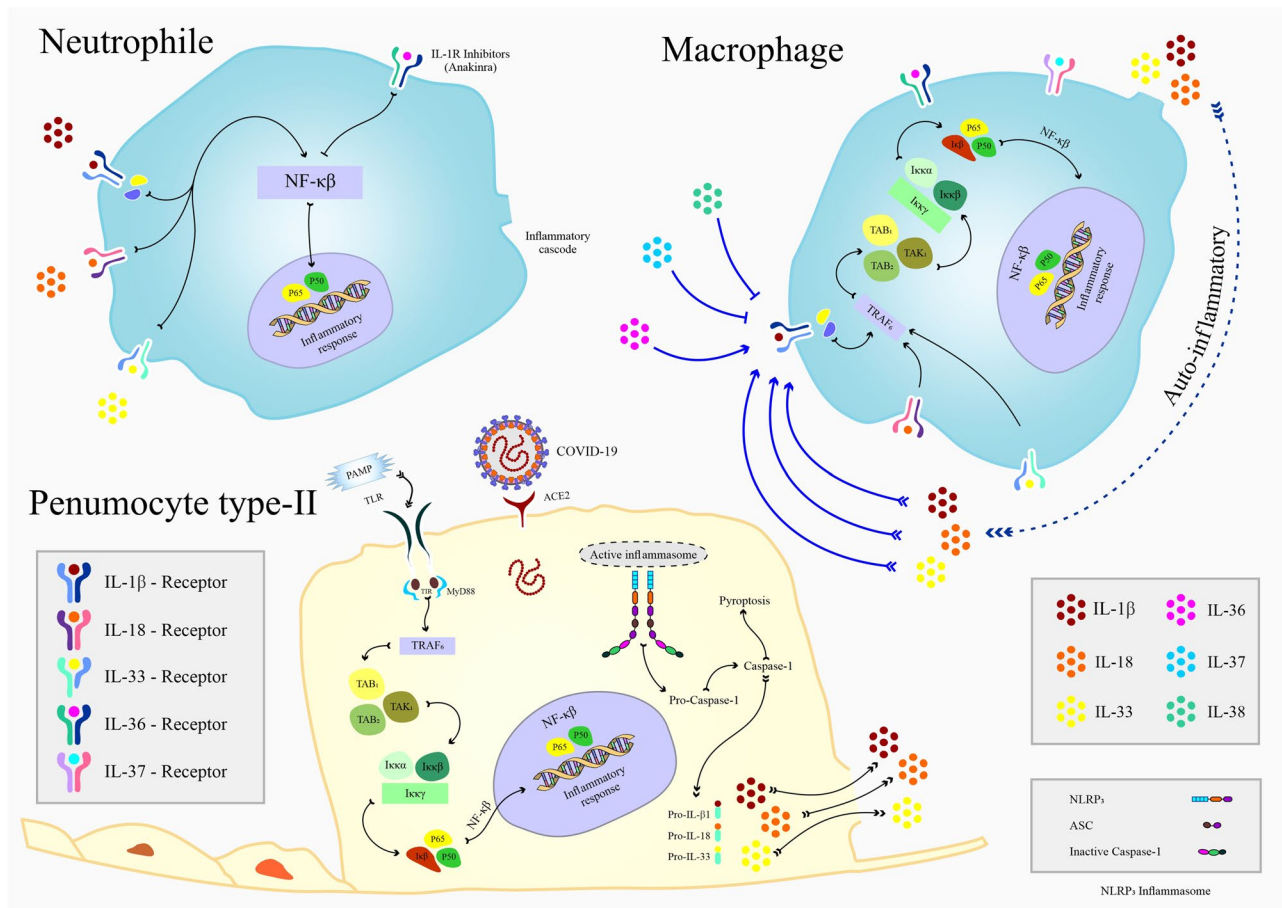 Neutrophile
IL-1R Inhibitors
(Anakinra)
NF-κβ
P65
P50
Inflammatory
response
Inflammatory
cascode
Macrophage
P65
Iκβ
P50
NF-κβ
Iκκα
Iκκβ
Iκκγ
TAB₁
TAK₁
TAB₂
TRAF₆
NF-κβ
P50
P65
Inflammatory
response
Auto-inflammatory
COVID-19
ACE2
PAMP
TLR
TIR
MyD88
TRAF₆
TAB₁
TAK₁
TAB₂
Iκκα
Iκκβ
Iκκγ
P65
Iκβ
P50
NF-κβ
NF-κβ
P65
P50
Inflammatory
response
Active inflammasome
Pyroptosis
Caspase-1
Pro-Caspase-1
Pro-IL-β1
Pro-IL-18
Pro-IL-33
Penumocyte type-II
IL-1β - Receptor
IL-18 - Receptor
IL-33 - Receptor
IL-36 - Receptor
IL-37 - Receptor
IL-1β
IL-36
IL-18
IL-37
IL-33
IL-38
NLRP₃
ASC
Inactive Caspase-1
NLRP₃ Inflammasome